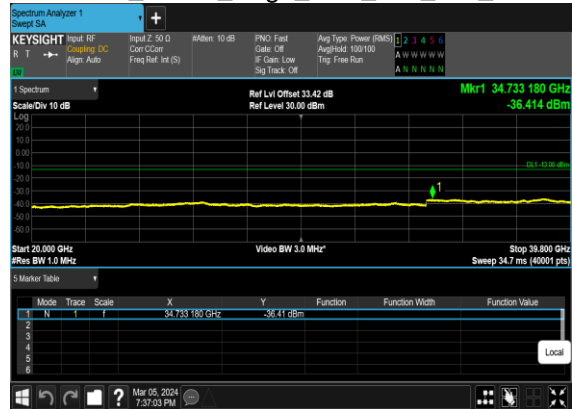 Spectrum Analyzer 1
Swept SA
+
KEYSIGHT Input: RF Input Z: 50 Ω #Atten: 10 dB PNO: Fast Avg Type: Power (RMS) 1 2 3 4 5 6
R T Coupling: DC Corr CCorr Gate: Off Avg|Hold: 100/100 A W W W W W
Align: Auto Freq Ref: Int (S) IF Gain: Low Trig: Free Run
LW Sig Track: Off A N N N N N
1 Spectrum
Ref Lvl Offset 33.42 dB Mkr1 34.733 180 GHz
Scale/Div 10 dB Ref Level 30.00 dBm -36.414 dBm
Log
20.0
10.0
0.00
-10.0
DL1 -13.00 dBm
-20.0
-30.0
1
-40.0
-50.0
-60.0
Start 20.000 GHz Video BW 3.0 MHz* Stop 39.800 GHz
#Res BW 1.0 MHz Sweep 34.7 ms (40001 pts)
5 Marker Table
Mode Trace Scale X Y Function Function Width Function Value
1 N 1 f 34.733 180 GHz -36.41 dBm
2
3
4
5
6
Local
? Mar 05, 2024
7:37:03 PM